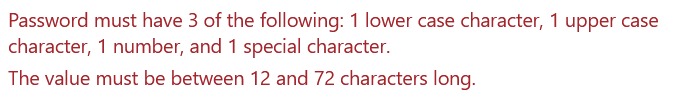 Password must have 3 of the following: 1 lower case character, 1 upper case
character, 1 number, and 1 special character.
The value must be between 12 and 72 characters long.